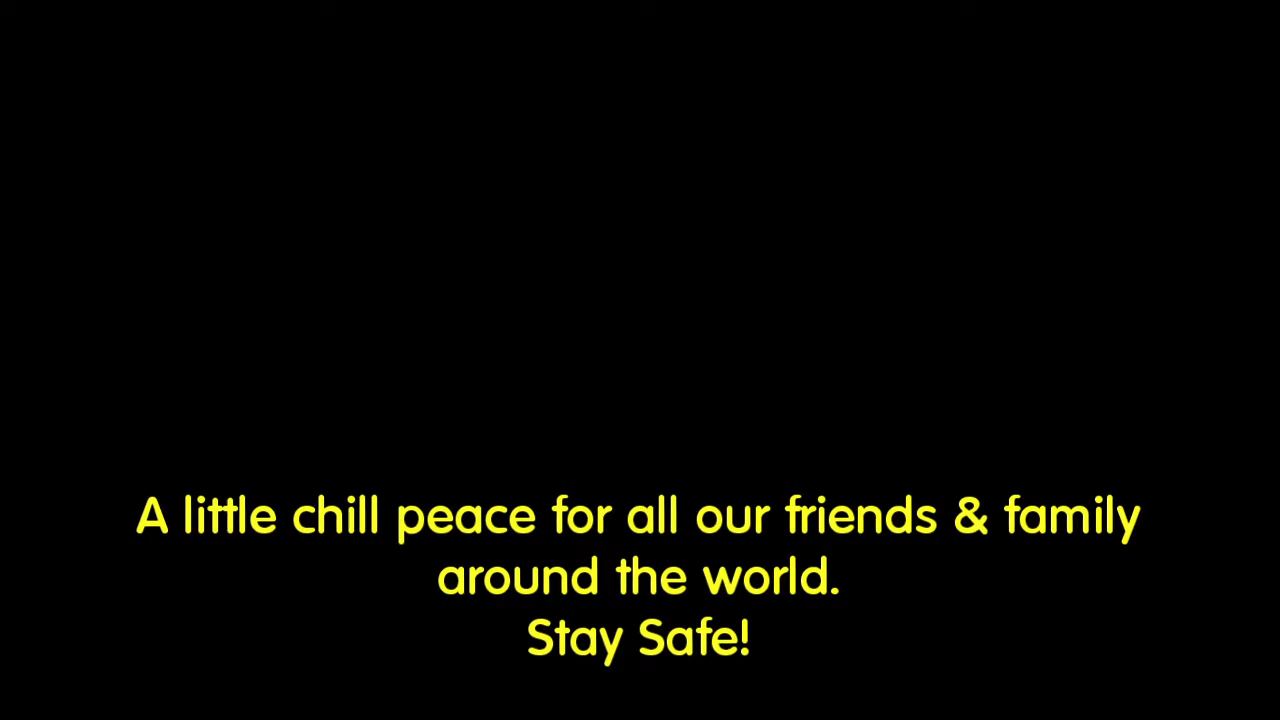 A little chill peace for all our friends & family
around the world.
Stay Safe!